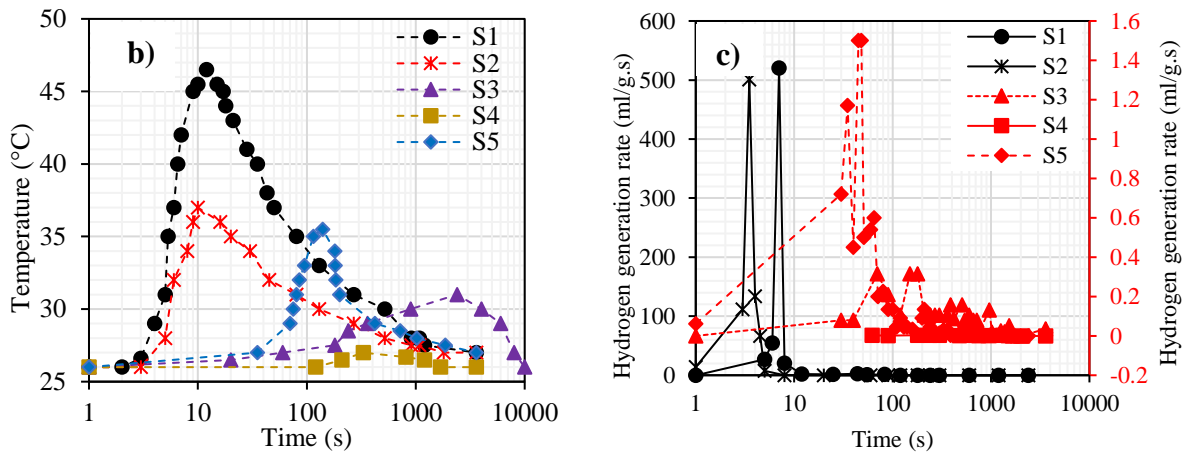 b)
50
45
40
35
30
25
Temperature (°C)
1 10 100 1000 10000
Time (s)
S1
S2
S3
S4
S5
c)
600
500
400
300
200
100
0
Hydrogen generation rate (ml/g.s)
1 10 100 1000 10000
Time (s)
S1
S2
S3
S4
S5
1.6
1.4
1.2
1
0.8
0.6
0.4
0.2
0
-0.2
Hydrogen generation rate (ml/g.s)